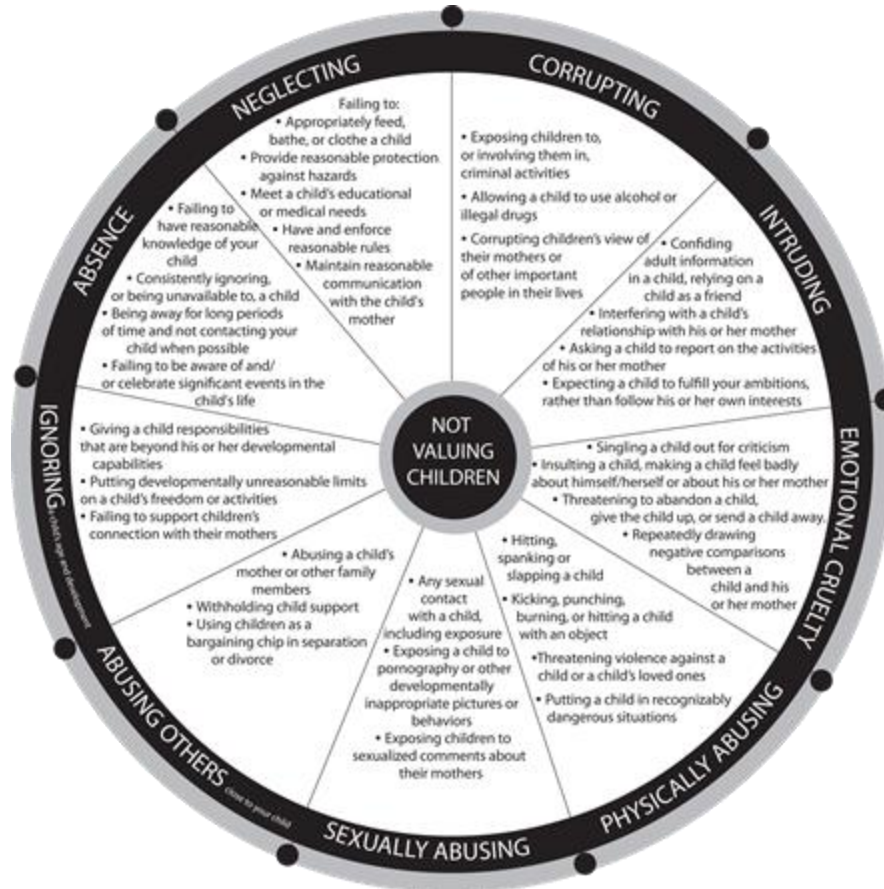 NOT
VALUING
CHILDREN
CORRUPTING
• Exposing children to,
or involving them in,
criminal activities
• Allowing a child to use alcohol or
illegal drugs
• Corrupting children's view of
their mothers or
of other important
people in their lives
INTRUDING
• Confiding
adult information
in a child, relying on a
child as a friend
• Interfering with a child's
relationship with his or her mother
• Asking a child to report on the activities
of his or her mother
• Expecting a child to fulfill your ambitions,
rather than follow his or her own interests
EMOTIONAL CRUELTY
• Singling a child out for criticism
• Insulting a child, making a child feel badly
about himself/herself or about his or her mother
• Threatening to abandon a child,
give the child up, or send a child away.
• Repeatedly drawing
negative comparisons
between a
child and his
or her mother
PHYSICALLY ABUSING
• Hitting,
spanking or
slapping a child
• Kicking, punching,
burning, or hitting a child
with an object
•Threatening violence against a
child or a child's loved ones
• Putting a child in recognizably
dangerous situations
SEXUALLY ABUSING
• Any sexual
contact
with a child,
including exposure
• Exposing a child to
pornography or other
developmentally
inappropriate pictures or
behaviors
• Exposing children to
sexualized comments about
their mothers
ABUSING OTHERS close to your child
• Abusing a child's
mother or other family
members
• Withholding child support
• Using children as a
bargaining chip in separation
or divorce
IGNORING a child's age and development
• Giving a child responsibilities
that are beyond his or her developmental
capabilities
• Putting developmentally unreasonable limits
on a child's freedom or activities
• Failing to support children's
connection with their mothers
ABSENCE
• Failing to
have reasonable
knowledge of your
child
• Consistently ignoring,
or being unavailable to, a child
• Being away for long periods
of time and not contacting your
child when possible
• Failing to be aware of and/
or celebrate significant events in the
child's life
NEGLECTING
Failing to:
• Appropriately feed,
bathe, or clothe a child
• Provide reasonable protection
against hazards
• Meet a child's educational
or medical needs
• Have and enforce
reasonable rules
• Maintain reasonable
communication
with the child's
mother